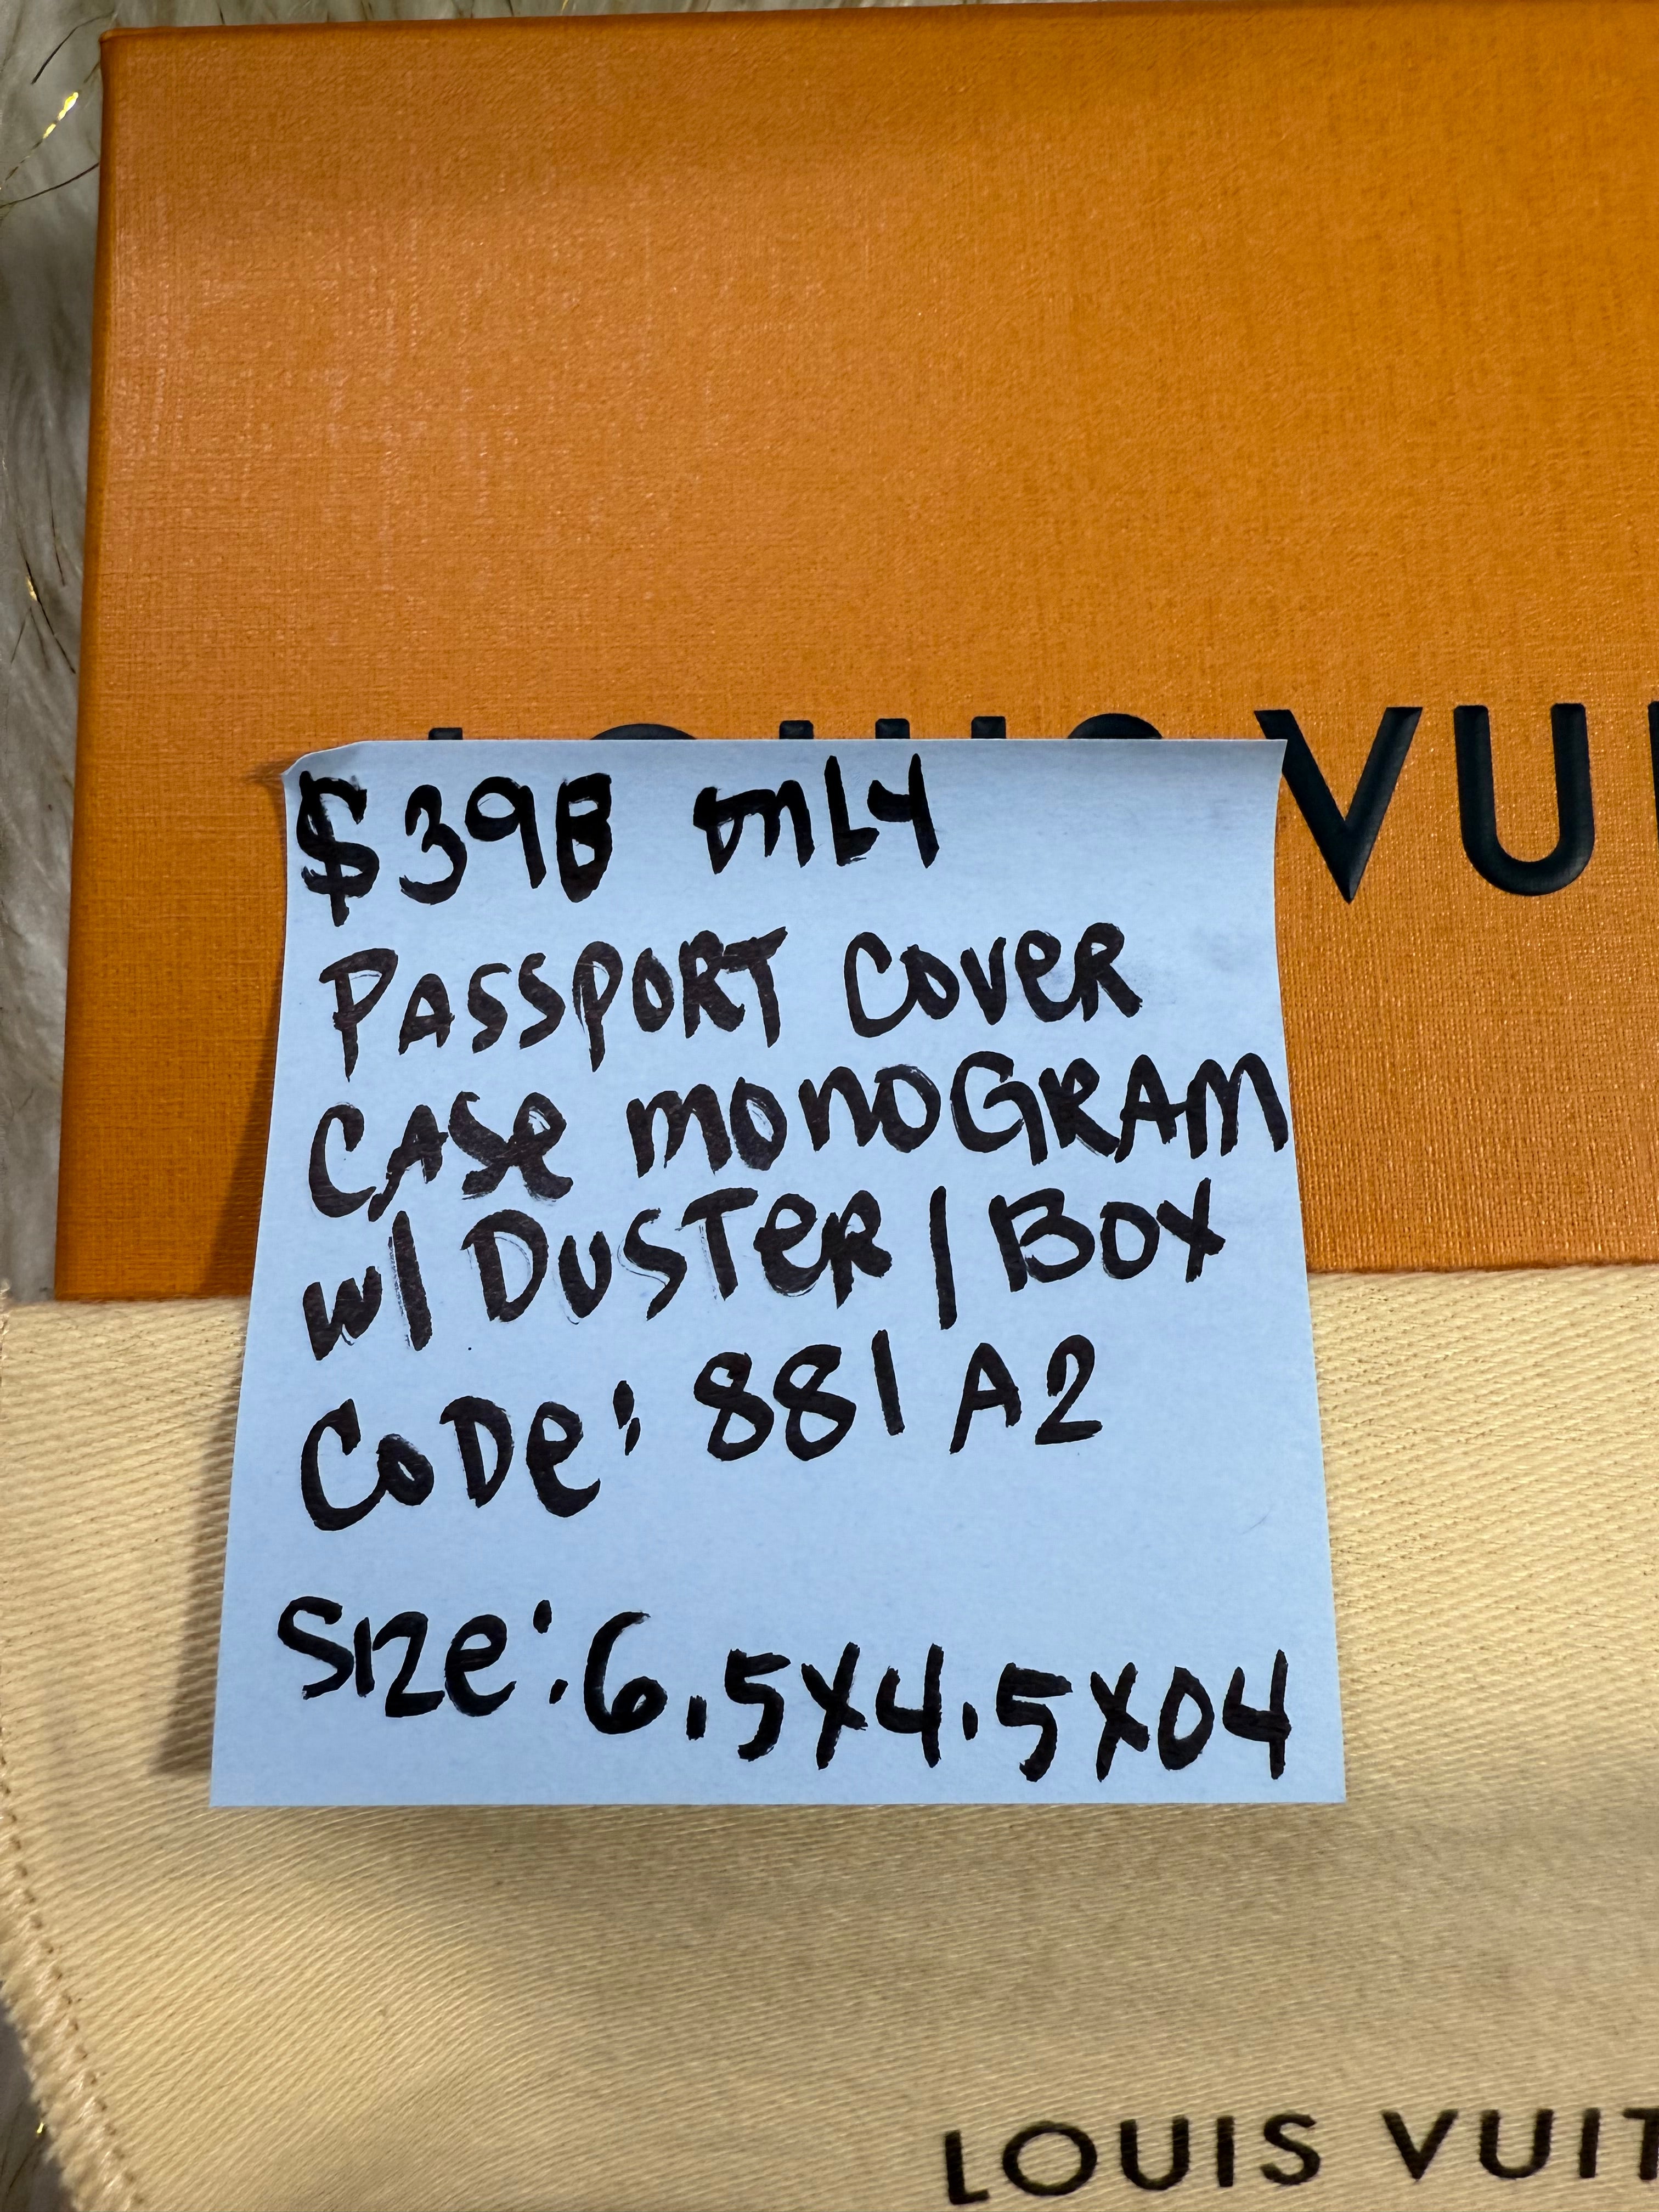 LOUIS VUI
$398 only
PASSPORT COVER
CASE MONOGRAM
W/ DUSTER / BOX
CODE: 881 A2
SIZE: 6.5X4.5X04
LOUIS VUIT